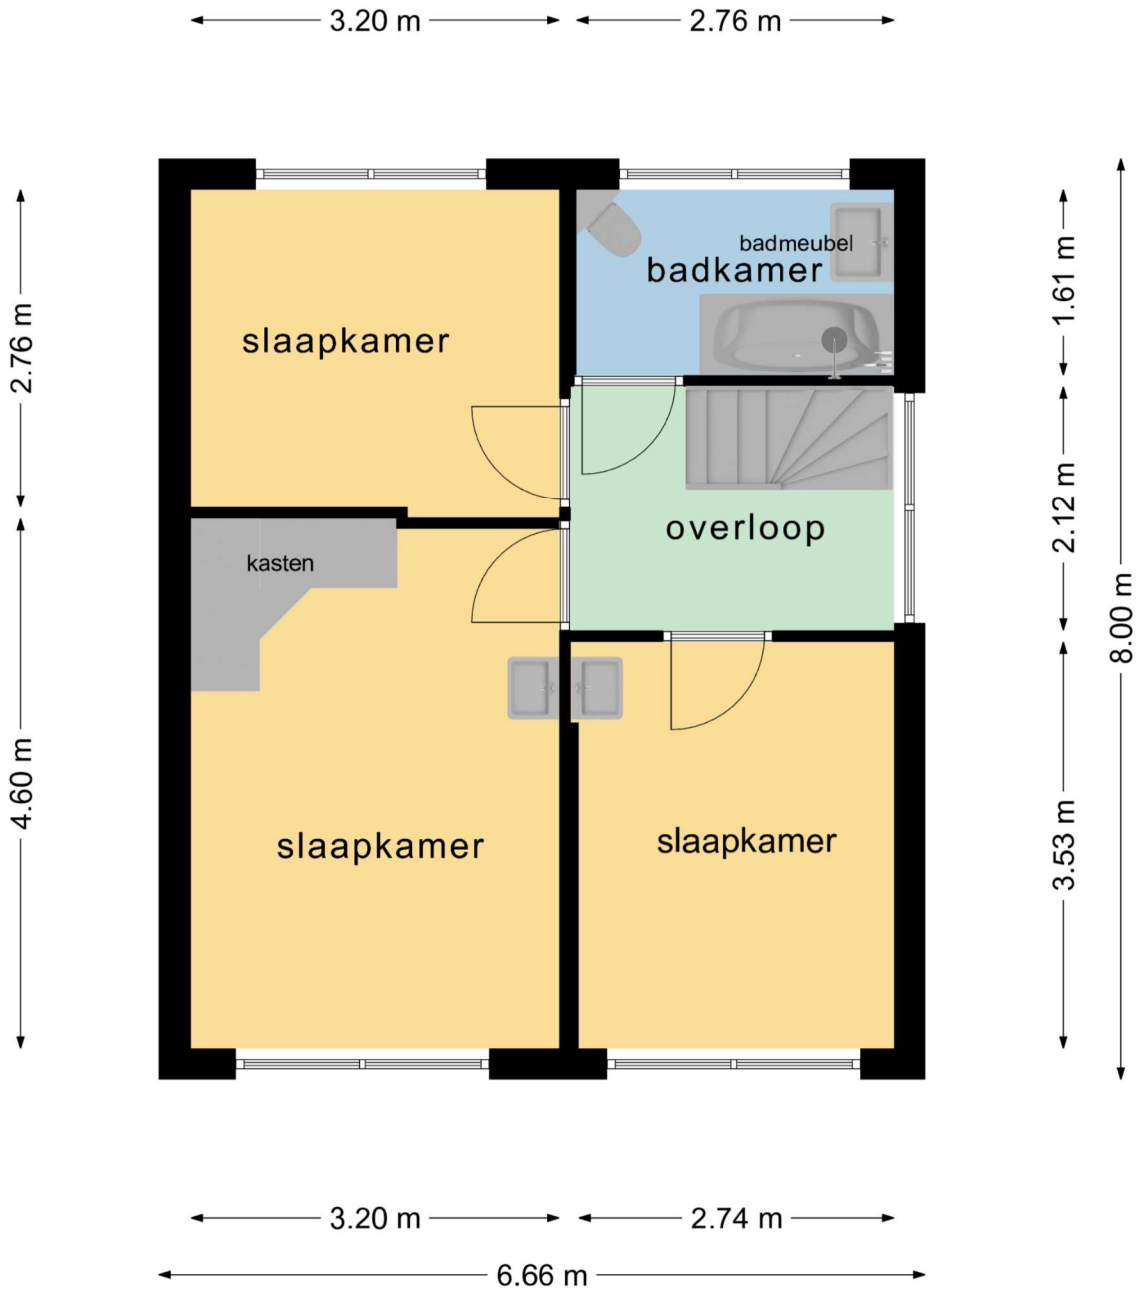 3.20 m
2.76 m
2.76 m
1.61 m
badmeubel
badkamer
slaapkamer
2.12 m
overloop
kasten
8.00 m
4.60 m
slaapkamer
slaapkamer
3.53 m
3.20 m
2.74 m
6.66 m